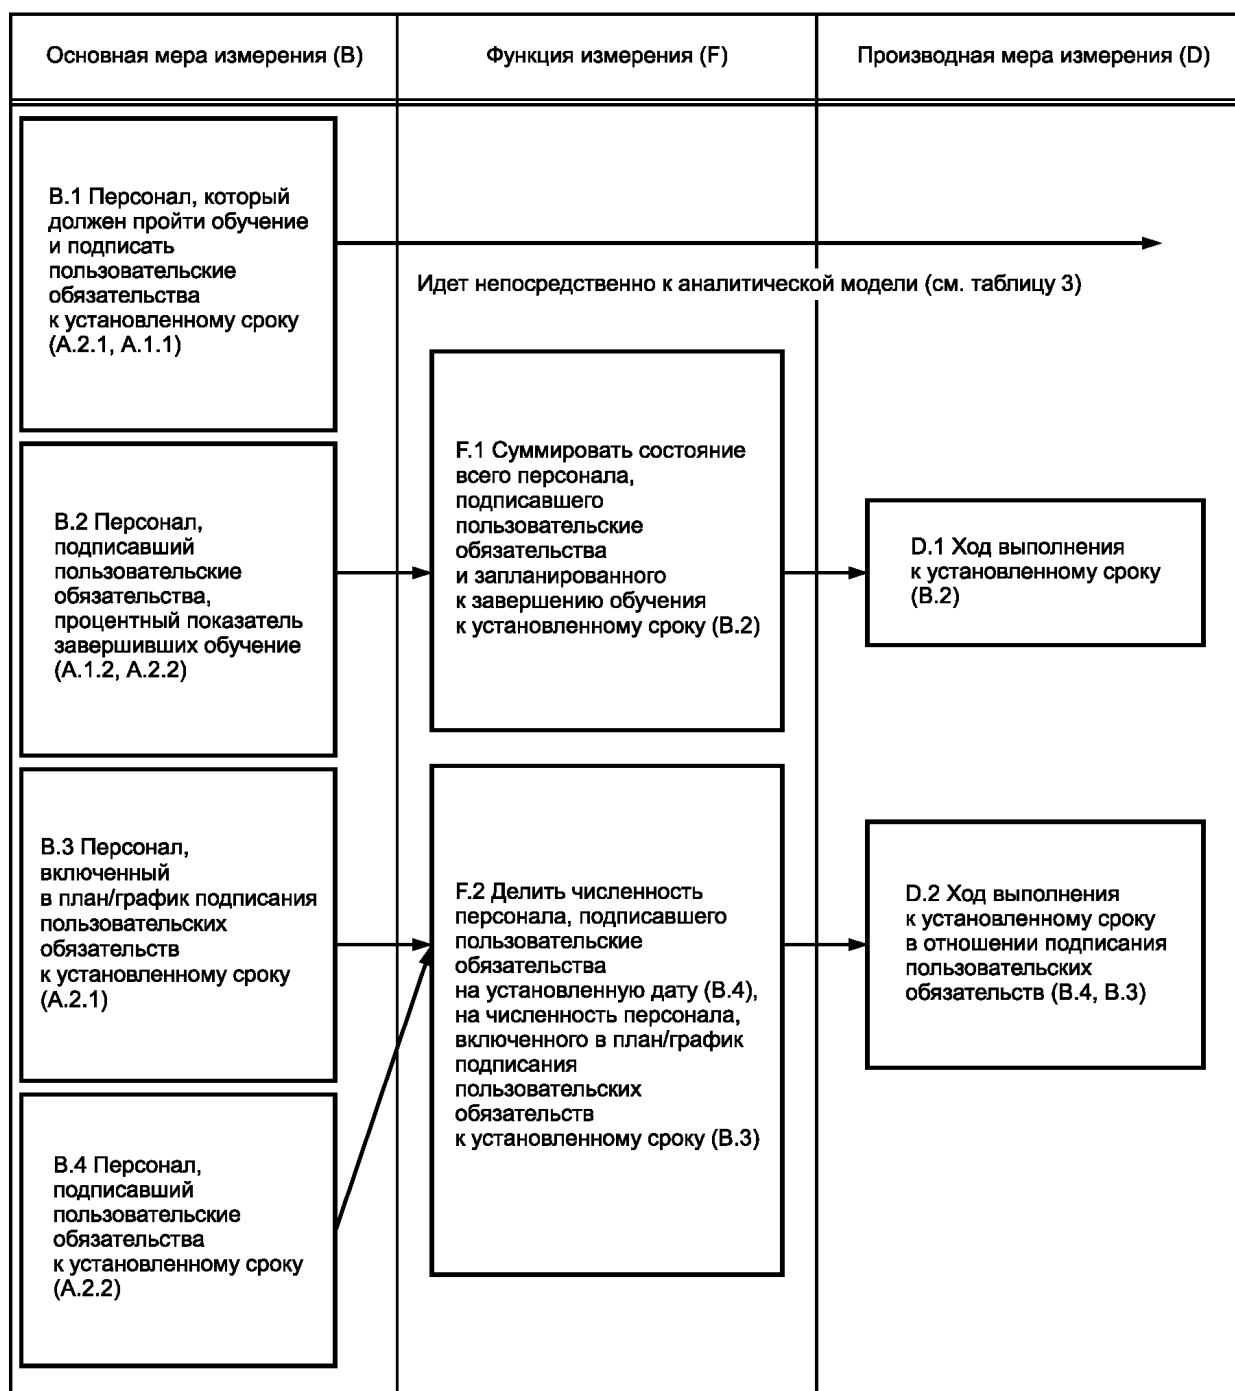 Основная мера измерения (B)
Функция измерения (F)
Производная мера измерения (D)
B.1 Персонал, который
должен пройти обучение
и подписать
пользовательские
обязательства
к установленному сроку
(A.2.1, A.1.1)
Идет непосредственно к аналитической модели (см. таблицу 3)
B.2 Персонал,
подписавший
пользовательские
обязательства,
процентный показатель
завершивших обучение
(A.1.2, A.2.2)
F.1 Суммировать состояние
всего персонала,
подписавшего
пользовательские
обязательства
и запланированного
к завершению обучения
к установленному сроку (B.2)
D.1 Ход выполнения
к установленному сроку
(B.2)
B.3 Персонал,
включенный
в план/график подписания
пользовательских
обязательств
к установленному сроку
(A.2.1)
B.4 Персонал,
подписавший
пользовательские
обязательства
к установленному сроку
(A.2.2)
F.2 Делить численность
персонала, подписавшего
пользовательские
обязательства
на установленную дату (B.4),
на численность персонала,
включенного в план/график
подписания
пользовательских
обязательств
к установленному сроку (B.3)
D.2 Ход выполнения
к установленному сроку
в отношении подписания
пользовательских
обязательств (B.4, B.3)